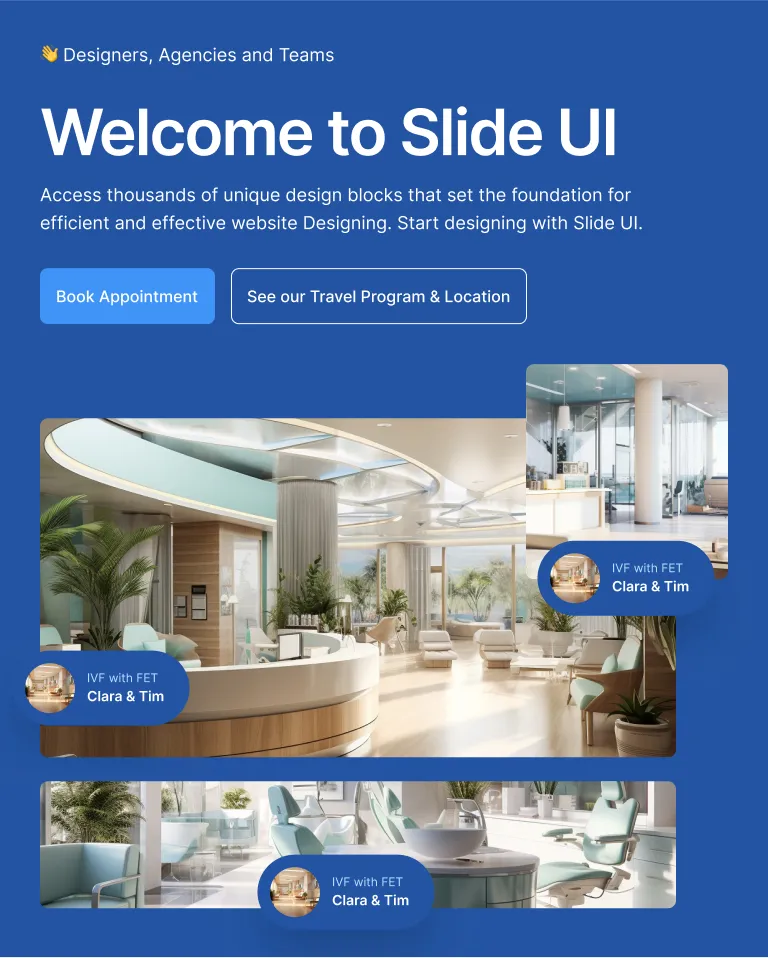 👋 Designers, Agencies and Teams
Welcome to Slide UI
Access thousands of unique design blocks that set the foundation for
efficient and effective website Designing. Start designing with Slide UI.
Book Appointment
See our Travel Program & Location
IVF with FET
Clara & Tim
IVF with FET
Clara & Tim
IVF with FET
Clara & Tim